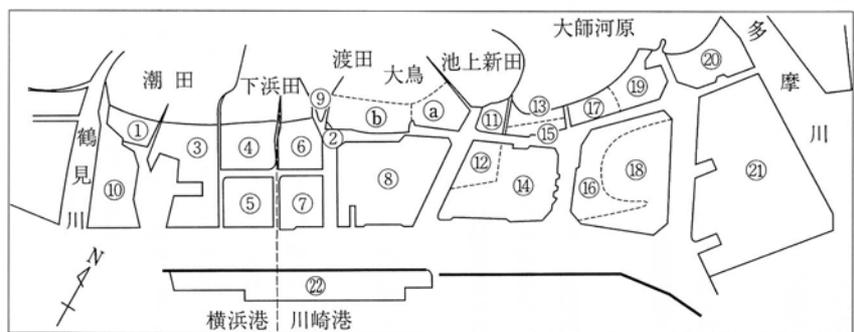 大師河原
多摩川
渡田
池上新田
大鳥
潮田
下浜田
鶴見川
⑳
⑨
⑲
⑬
⑰
ⓐ
ⓑ
⑪
①
②
⑮
③
④
⑥
⑫
⑧
⑱
⑩
⑭
⑯
㉑
⑤
⑦
N
㉒
横浜港
川崎港